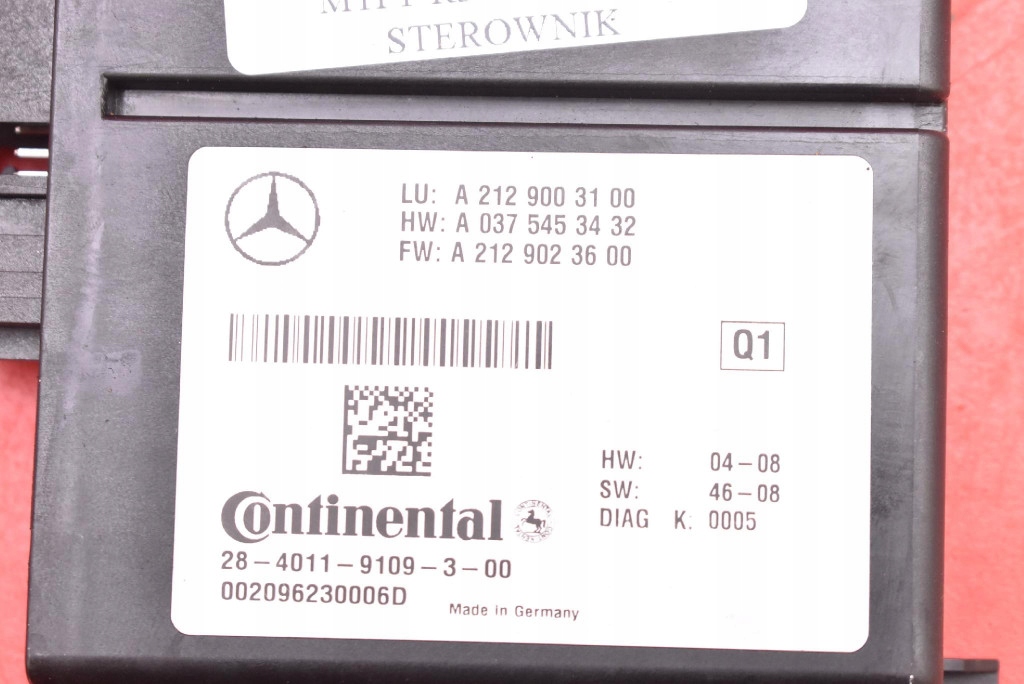 STEROWNIK
LU: A 212 900 31 00
HW: A 037 545 34 32
FW: A 212 902 36 00
Q1
HW: 04-08
SW: 46-08
DIAG K: 0005
Continental
28-4011-9109-3-00
002096230006D
Made in Germany